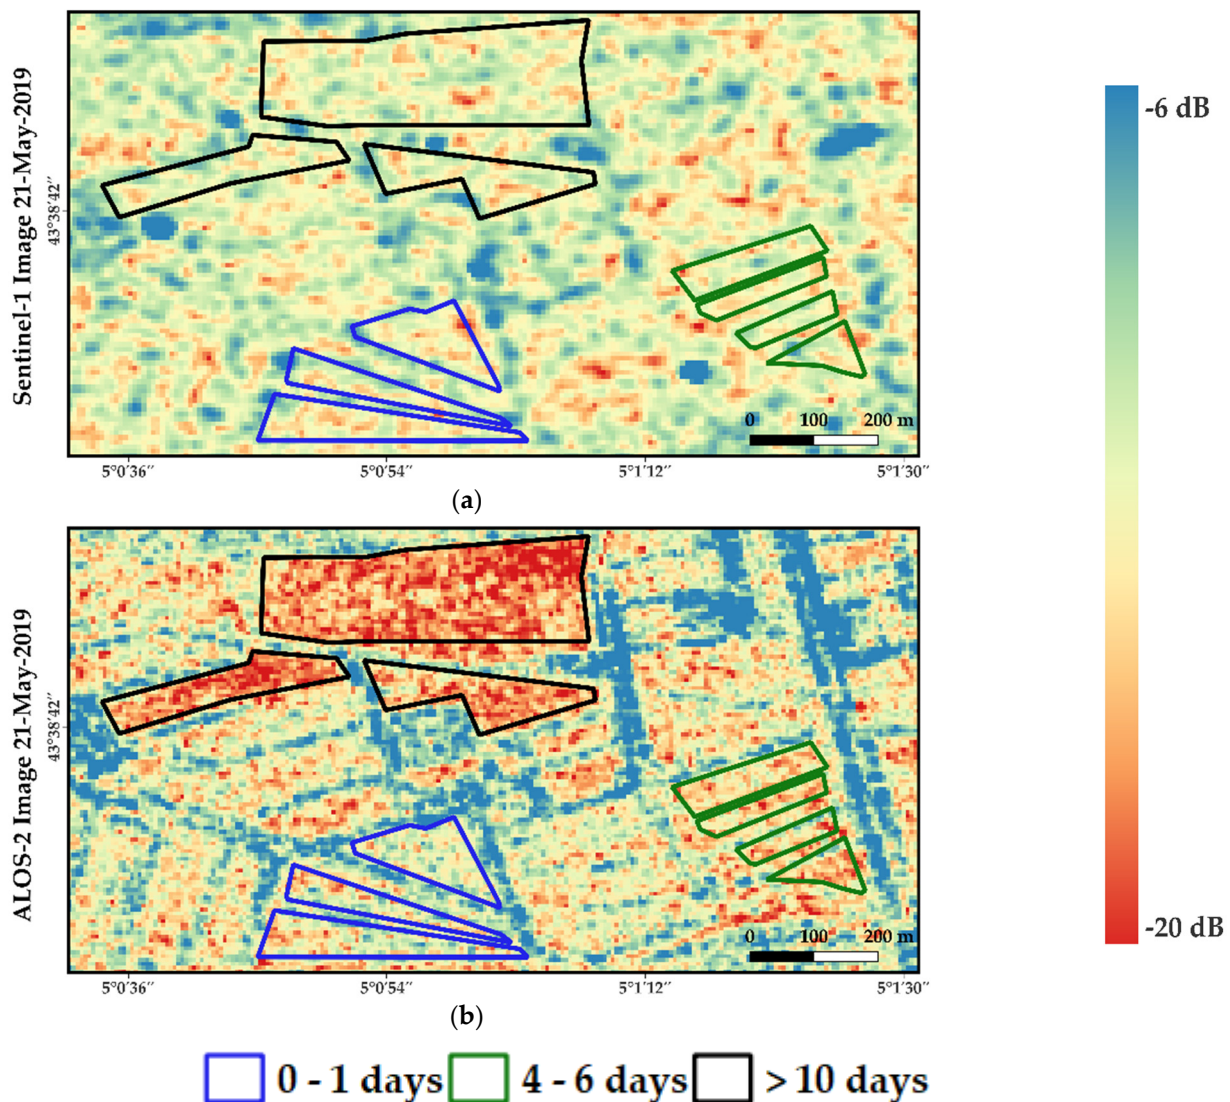 Sentinel-1 Image 21-May-2019
43°38′42″
-6 dB
0 100 200 m
5°0′36″ 5°0′54″ 5°1′12″ 5°1′30″
(a)
ALOS-2 Image 21-May-2019
43°38′42″
-20 dB
0 100 200 m
5°0′36″ 5°0′54″ 5°1′12″ 5°1′30″
(b)
0 - 1 days 4 - 6 days > 10 days